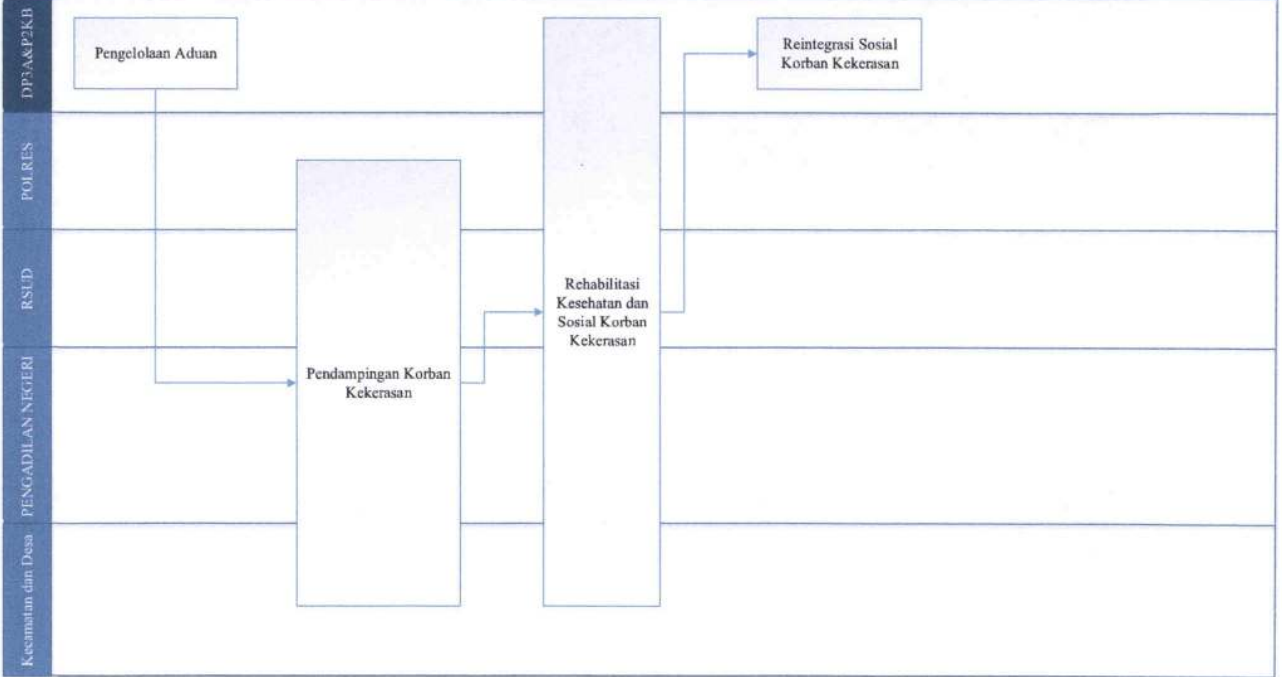 DP3A&P2KB
Pengelolaan Aduan
Reintegrasi Sosial
Korban Kekerasan
POLRES
RSUD
Rehabilitasi
Kesehatan dan
Sosial Korban
Kekerasan
PENGADILAN NEGERI
Pendampingan Korban
Kekerasan
Kecamatan dan Desa